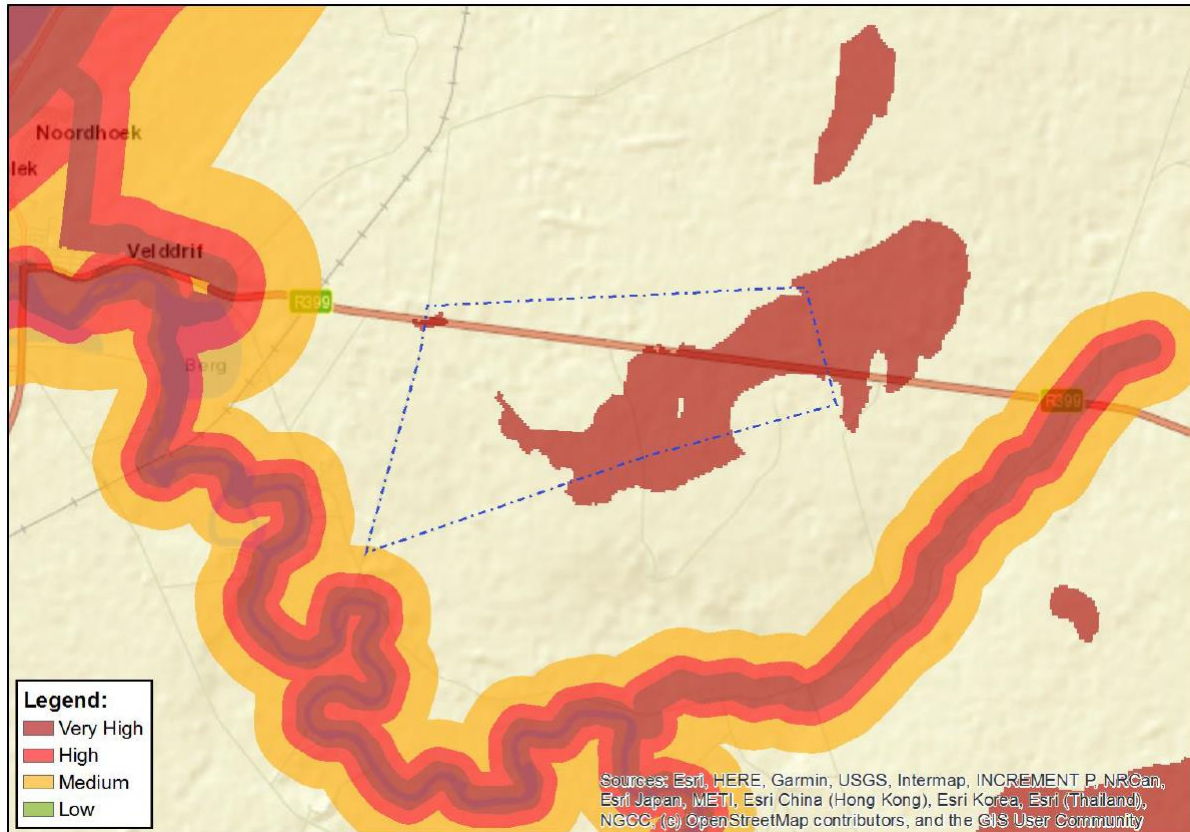 Noordhoek
lek
Velddrif
R399
Berg
R399
Legend:
Very High
High
Medium
Low
Sources: Esri, HERE, Garmin, USGS, Intermap, INCREMENT P, NRCan,
Esri Japan, METI, Esri China (Hong Kong), Esri Korea, Esri (Thailand),
NGCC, (c) OpenStreetMap contributors, and the GIS User Community